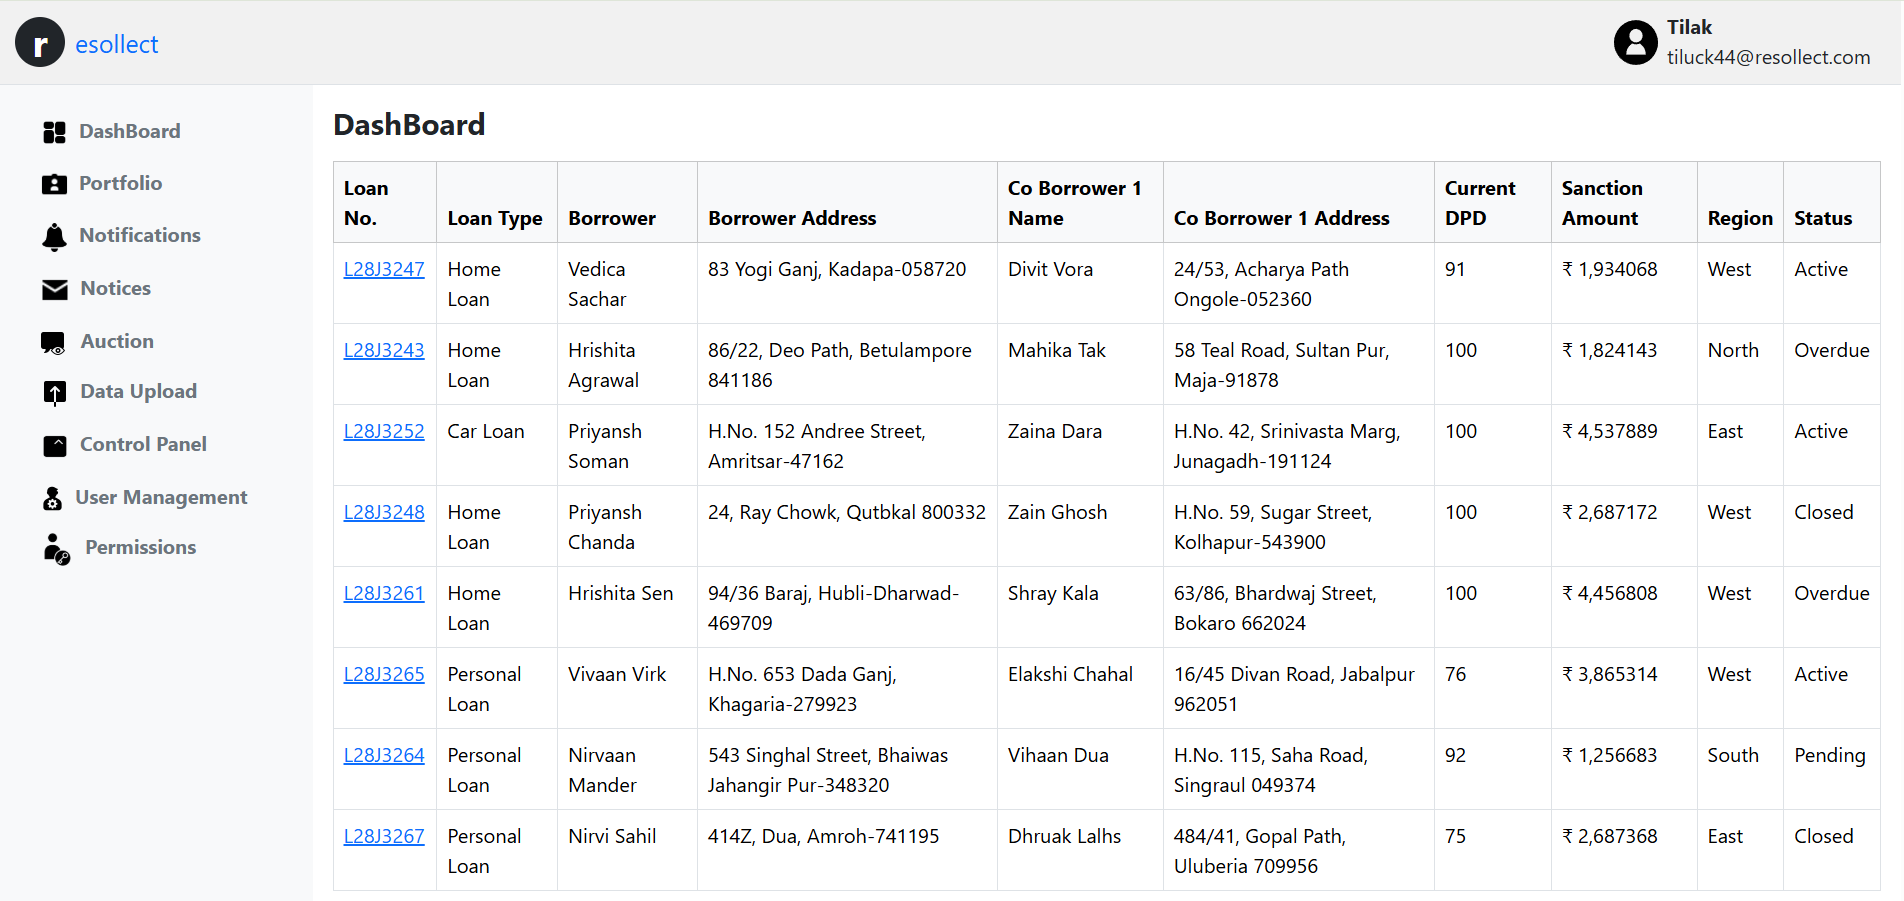 r esollect
Tilak
tiluck44@resollect.com
DashBoard
Portfolio
Notifications
Notices
Auction
Data Upload
Control Panel
User Management
Permissions
DashBoard
Loan No. Loan Type Borrower Borrower Address Co Borrower 1 Name Co Borrower 1 Address Current DPD Sanction Amount Region Status
L28J3247 Home Loan Vedica Sachar 83 Yogi Ganj, Kadapa-058720 Divit Vora 24/53, Acharya Path Ongole-052360 91 ₹ 1,934068 West Active
L28J3243 Home Loan Hrishita Agrawal 86/22, Deo Path, Betulampore 841186 Mahika Tak 58 Teal Road, Sultan Pur, Maja-91878 100 ₹ 1,824143 North Overdue
L28J3252 Car Loan Priyansh Soman H.No. 152 Andree Street, Amritsar-47162 Zaina Dara H.No. 42, Srinivasta Marg, Junagadh-191124 100 ₹ 4,537889 East Active
L28J3248 Home Loan Priyansh Chanda 24, Ray Chowk, Qutbkal 800332 Zain Ghosh H.No. 59, Sugar Street, Kolhapur-543900 100 ₹ 2,687172 West Closed
L28J3261 Home Loan Hrishita Sen 94/36 Baraj, Hubli-Dharwad-469709 Shray Kala 63/86, Bhardwaj Street, Bokaro 662024 100 ₹ 4,456808 West Overdue
L28J3265 Personal Loan Vivaan Virk H.No. 653 Dada Ganj, Khagaria-279923 Elakshi Chahal 16/45 Divan Road, Jabalpur 962051 76 ₹ 3,865314 West Active
L28J3264 Personal Loan Nirvaan Mander 543 Singhal Street, Bhaiwas Jahangir Pur-348320 Vihaan Dua H.No. 115, Saha Road, Singraul 049374 92 ₹ 1,256683 South Pending
L28J3267 Personal Loan Nirvi Sahil 414Z, Dua, Amroh-741195 Dhruak Lalhs 484/41, Gopal Path, Uluberia 709956 75 ₹ 2,687368 East Closed